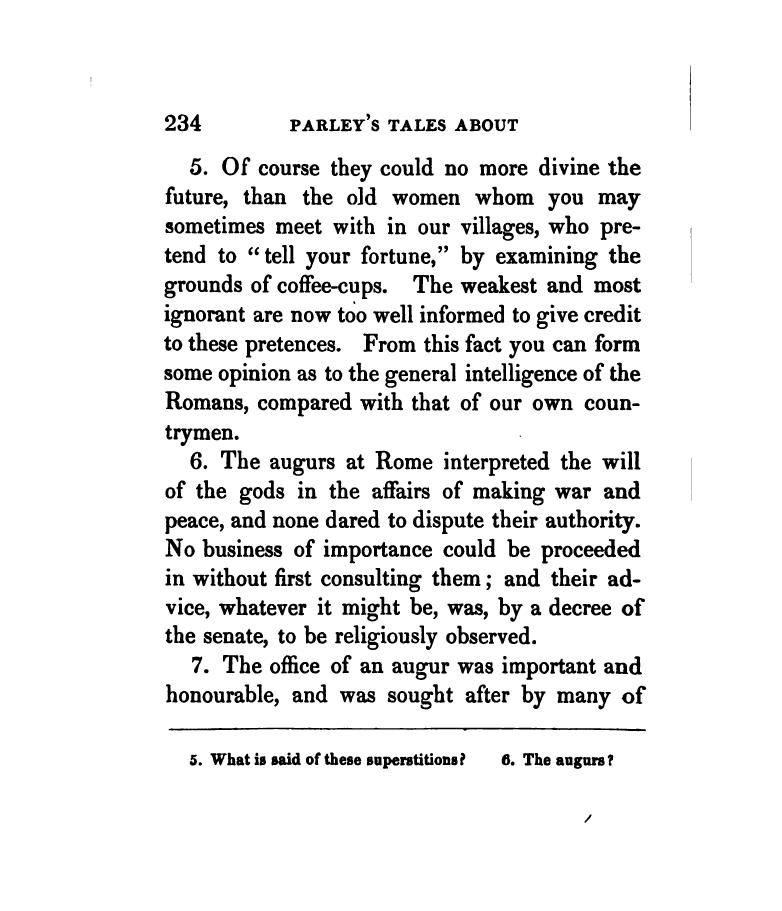 234 PARLEY'S TALES ABOUT
5. Of course they could no more divine the
future, than the old women whom you may
sometimes meet with in our villages, who pre-
tend to "tell your fortune," by examining the
grounds of coffee-cups. The weakest and most
ignorant are now too well informed to give credit
to these pretences. From this fact you can form
some opinion as to the general intelligence of the
Romans, compared with that of our own coun-
trymen.
6. The augurs at Rome interpreted the will
of the gods in the affairs of making war and
peace, and none dared to dispute their authority.
No business of importance could be proceeded
in without first consulting them; and their ad-
vice, whatever it might be, was, by a decree of
the senate, to be religiously observed.
7. The office of an augur was important and
honourable, and was sought after by many of
5. What is said of these superstitions? 6. The augurs?